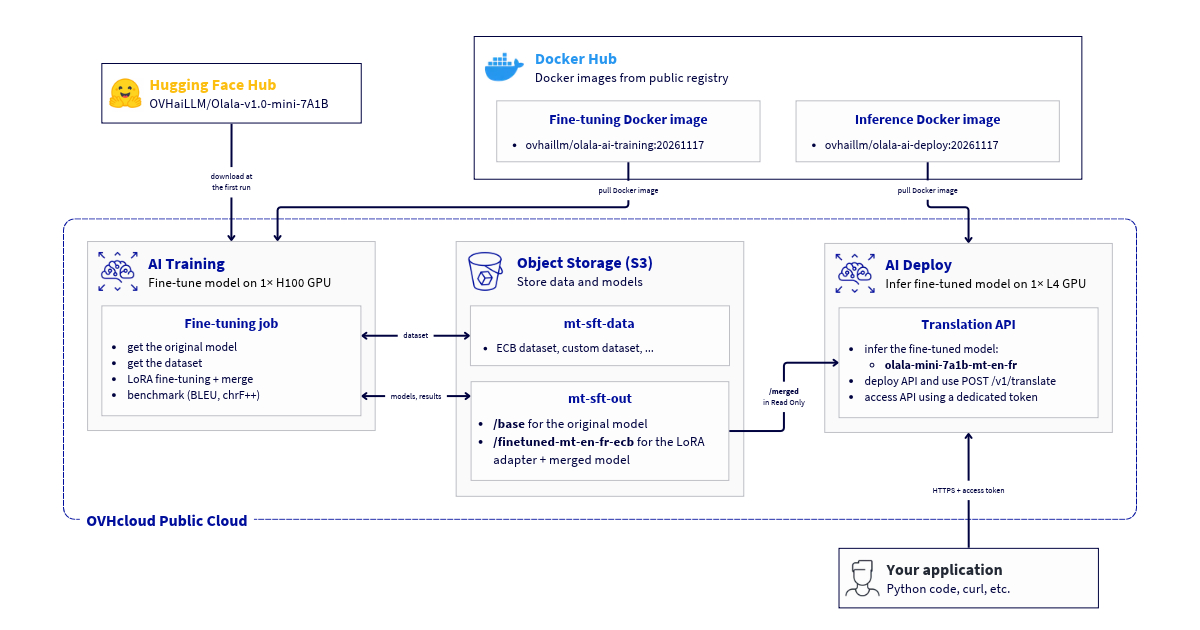 Hugging Face Hub
OVHaiLLM/Olala-v1.0-mini-7A1B
Docker Hub
Docker images from public registry
Fine-tuning Docker image
• ovhaillm/olala-ai-training:20261117
Inference Docker image
• ovhaillm/olala-ai-deploy:20261117
download at
the first run
pull Docker image
pull Docker image
AI Training
Fine-tune model on 1× H100 GPU
Fine-tuning job
• get the original model
• get the dataset
• LoRA fine-tuning + merge
• benchmark (BLEU, chrF++)
dataset
models, results
Object Storage (S3)
Store data and models
mt-sft-data
• ECB dataset, custom dataset, ...
mt-sft-out
• /base for the original model
• /finetuned-mt-en-fr-ecb for the LoRA
adapter + merged model
/merged
in Read Only
AI Deploy
Infer fine-tuned model on 1× L4 GPU
Translation API
• infer the fine-tuned model:
○ olala-mini-7a1b-mt-en-fr
• deploy API and use POST /v1/translate
• access API using a dedicated token
HTTPS + access token
OVHcloud Public Cloud
Your application
Python code, curl, etc.